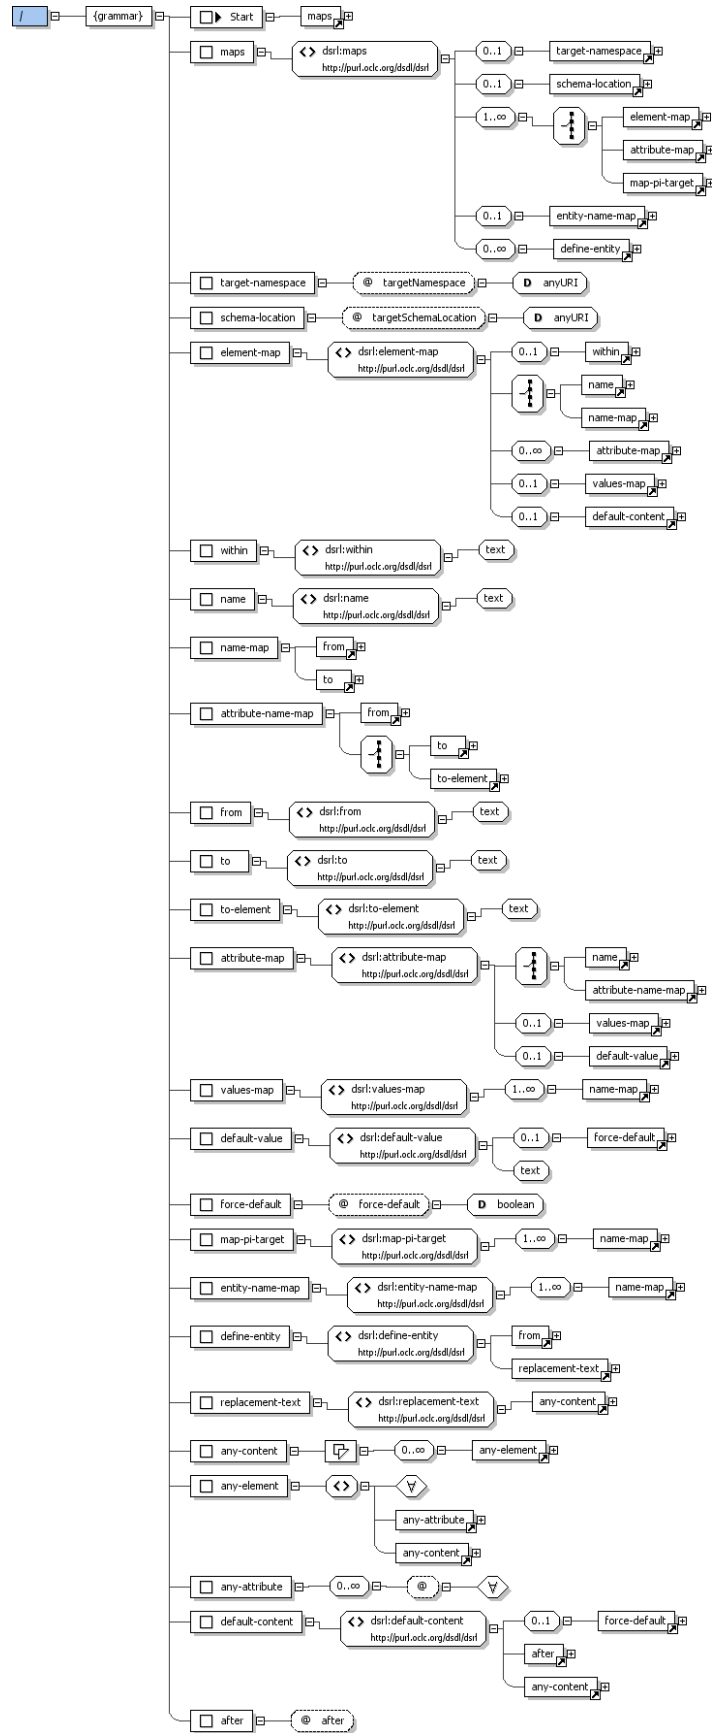 / {grammar} Start maps
maps dsrl:maps 0..1 target-namespace
http://purl.oclc.org/dsdl/dsrl
0..1 schema-location
1..∞ element-map
attribute-map
map-pi-target
0..1 entity-name-map
0..∞ define-entity
target-namespace @ targetNamespace D anyURI
schema-location @ targetSchemaLocation D anyURI
element-map dsrl:element-map 0..1 within
http://purl.oclc.org/dsdl/dsrl
name
name-map
0..∞ attribute-map
0..1 values-map
0..1 default-content
within dsrl:within text
http://purl.oclc.org/dsdl/dsrl
name dsrl:name text
http://purl.oclc.org/dsdl/dsrl
name-map from
to
attribute-name-map from
to
to-element
from dsrl:from text
http://purl.oclc.org/dsdl/dsrl
to dsrl:to text
http://purl.oclc.org/dsdl/dsrl
to-element dsrl:to-element text
http://purl.oclc.org/dsdl/dsrl
attribute-map dsrl:attribute-map name
http://purl.oclc.org/dsdl/dsrl
attribute-name-map
0..1 values-map
0..1 default-value
values-map dsrl:values-map 1..∞ name-map
http://purl.oclc.org/dsdl/dsrl
default-value dsrl:default-value 0..1 force-default
http://purl.oclc.org/dsdl/dsrl
text
force-default @ force-default D boolean
map-pi-target dsrl:map-pi-target 1..∞ name-map
http://purl.oclc.org/dsdl/dsrl
entity-name-map dsrl:entity-name-map 1..∞ name-map
http://purl.oclc.org/dsdl/dsrl
define-entity dsrl:define-entity from
http://purl.oclc.org/dsdl/dsrl
replacement-text
replacement-text dsrl:replacement-text any-content
http://purl.oclc.org/dsdl/dsrl
any-content 0..∞ any-element
any-element <> ∀
any-attribute
any-content
any-attribute 0..∞ @ ∀
default-content dsrl:default-content 0..1 force-default
http://purl.oclc.org/dsdl/dsrl
after
any-content
after @ after